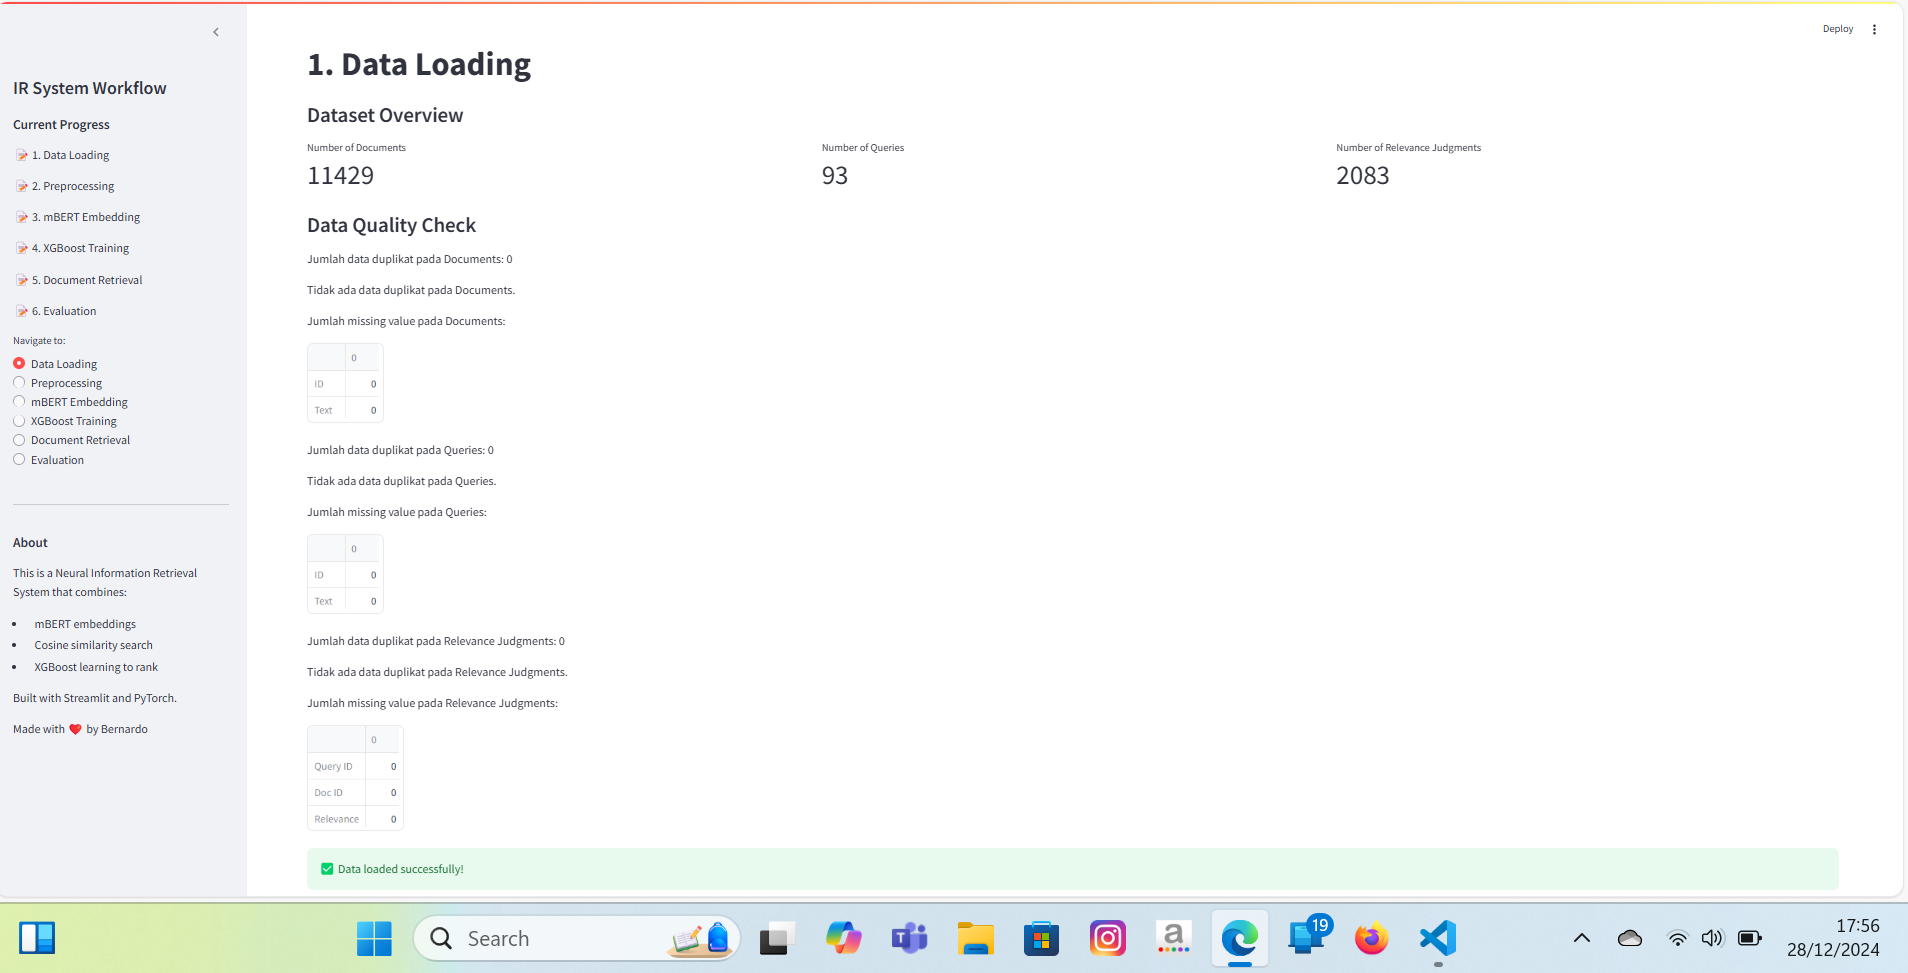 Deploy
IR System Workflow
Current Progress
1. Data Loading
2. Preprocessing
3. mBERT Embedding
4. XGBoost Training
5. Document Retrieval
6. Evaluation
Navigate to:
Data Loading
Preprocessing
mBERT Embedding
XGBoost Training
Document Retrieval
Evaluation
About
This is a Neural Information Retrieval
System that combines:
mBERT embeddings
Cosine similarity search
XGBoost learning to rank
Built with Streamlit and PyTorch.
Made with ❤️ by Bernardo
1. Data Loading
Dataset Overview
Number of Documents
11429
Number of Queries
93
Number of Relevance Judgments
2083
Data Quality Check
Jumlah data duplikat pada Documents: 0
Tidak ada data duplikat pada Documents.
Jumlah missing value pada Documents:
0
ID 0
Text 0
Jumlah data duplikat pada Queries: 0
Tidak ada data duplikat pada Queries.
Jumlah missing value pada Queries:
0
ID 0
Text 0
Jumlah data duplikat pada Relevance Judgments: 0
Tidak ada data duplikat pada Relevance Judgments.
Jumlah missing value pada Relevance Judgments:
0
Query ID 0
Doc ID 0
Relevance 0
✅ Data loaded successfully!
Search
T
a
19
17:56
28/12/2024